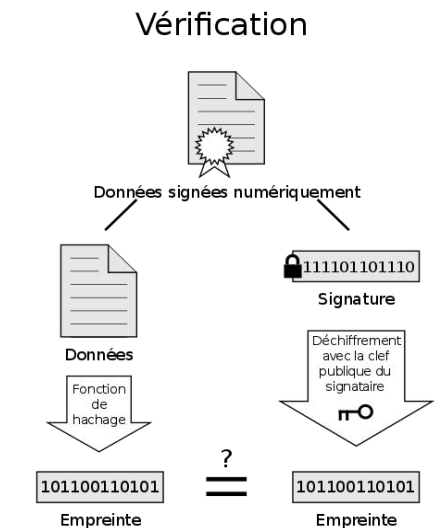 Vérification
Données signées numériquement
111101101110
Signature
Données
Déchiffrement
avec la clef
publique du
signataire
Fonction
de
hachage
?
=
101100110101
101100110101
Empreinte
Empreinte